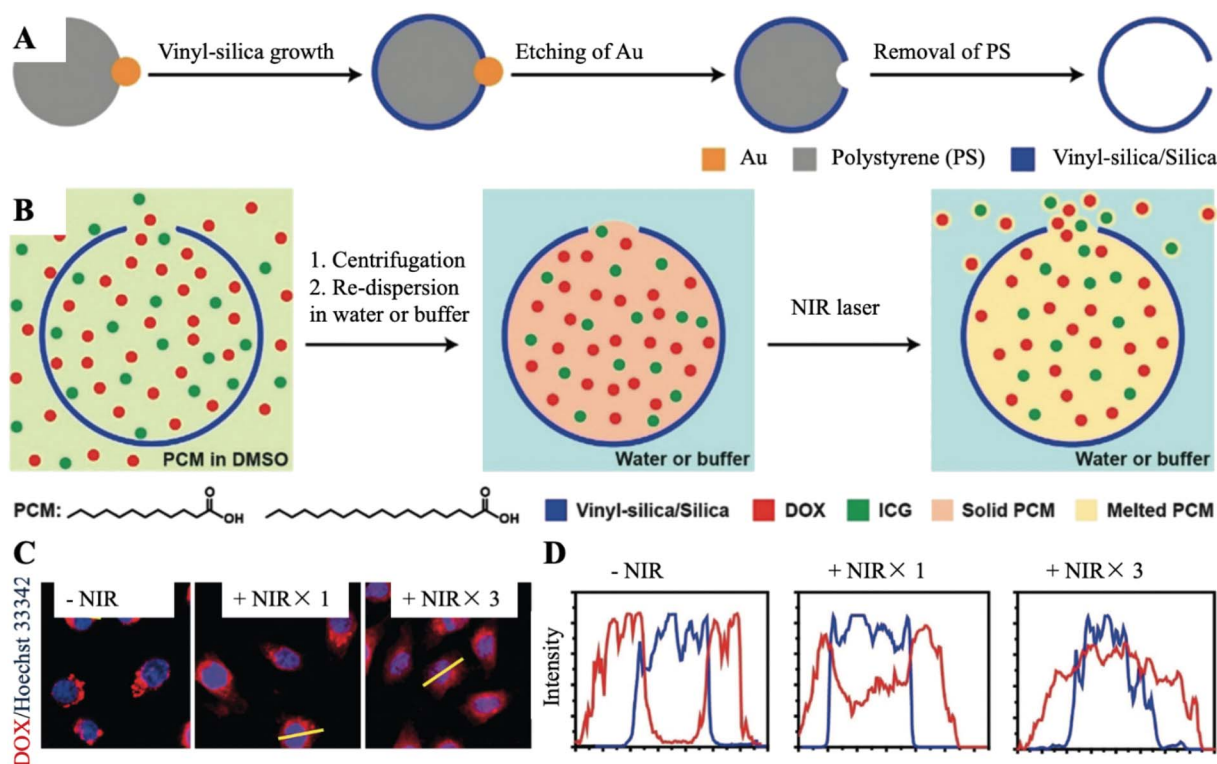 A
Vinyl-silica growth
Etching of Au
Removal of PS
Au
Polystyrene (PS)
Vinyl-silica/Silica
B
1. Centrifugation
2. Re-dispersion
in water or buffer
NIR laser
PCM in DMSO
Water or buffer
Water or buffer
PCM:
O
OH
O
OH
Vinyl-silica/Silica
DOX
ICG
Solid PCM
Melted PCM
C
DOX/Hoechst 33342
- NIR
+ NIR× 1
+ NIR× 3
D
- NIR
+ NIR× 1
+ NIR× 3
Intensity